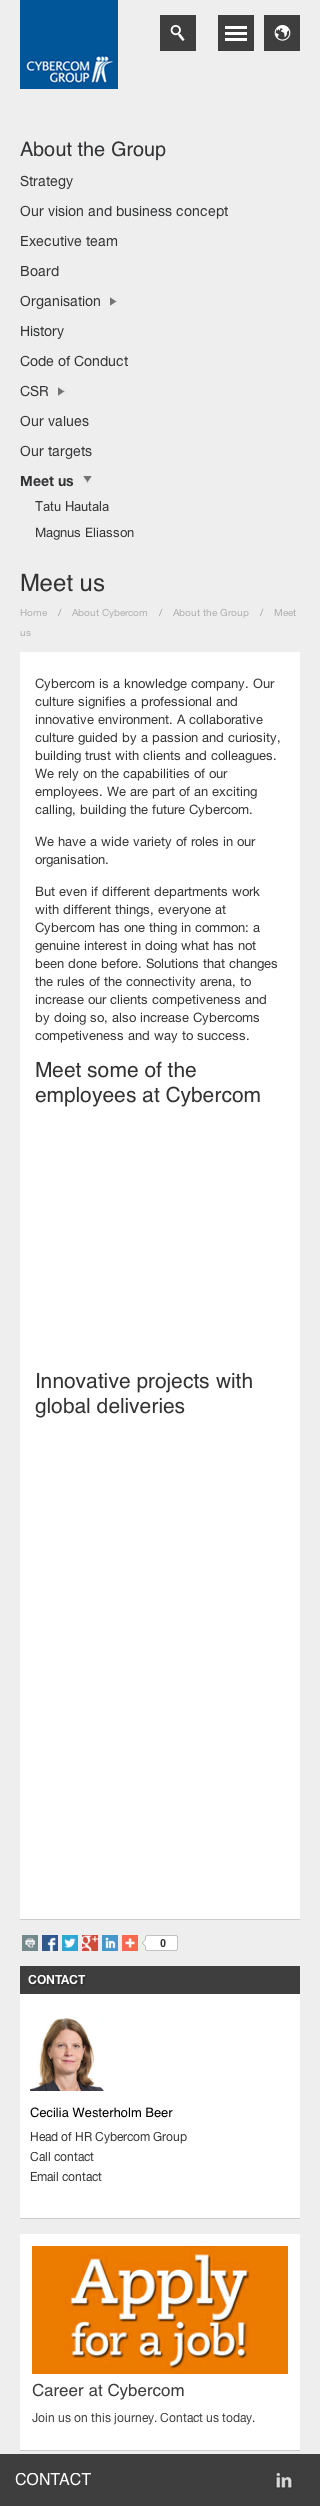 CYBERCOM
GROUP
About the Group
Strategy
Our vision and business concept
Executive team
Board
Organisation
History
Code of Conduct
CSR
Our values
Our targets
Meet us
Tatu Hautala
Magnus Eliasson
Meet us
Home / About Cybercom / About the Group / Meet
us
Cybercom is a knowledge company. Our
culture signifies a professional and
innovative environment. A collaborative
culture guided by a passion and curiosity,
building trust with clients and colleagues.
We rely on the capabilities of our
employees. We are part of an exciting
calling, building the future Cybercom.
We have a wide variety of roles in our
organisation.
But even if different departments work
with different things, everyone at
Cybercom has one thing in common: a
genuine interest in doing what has not
been done before. Solutions that changes
the rules of the connectivity arena, to
increase our clients competiveness and
by doing so, also increase Cybercoms
competiveness and way to success.
Meet some of the
employees at Cybercom
Innovative projects with
global deliveries
0
CONTACT
Cecilia Westerholm Beer
Head of HR Cybercom Group
Call contact
Email contact
Apply
for a job!
Career at Cybercom
Join us on this journey. Contact us today.
CONTACT in